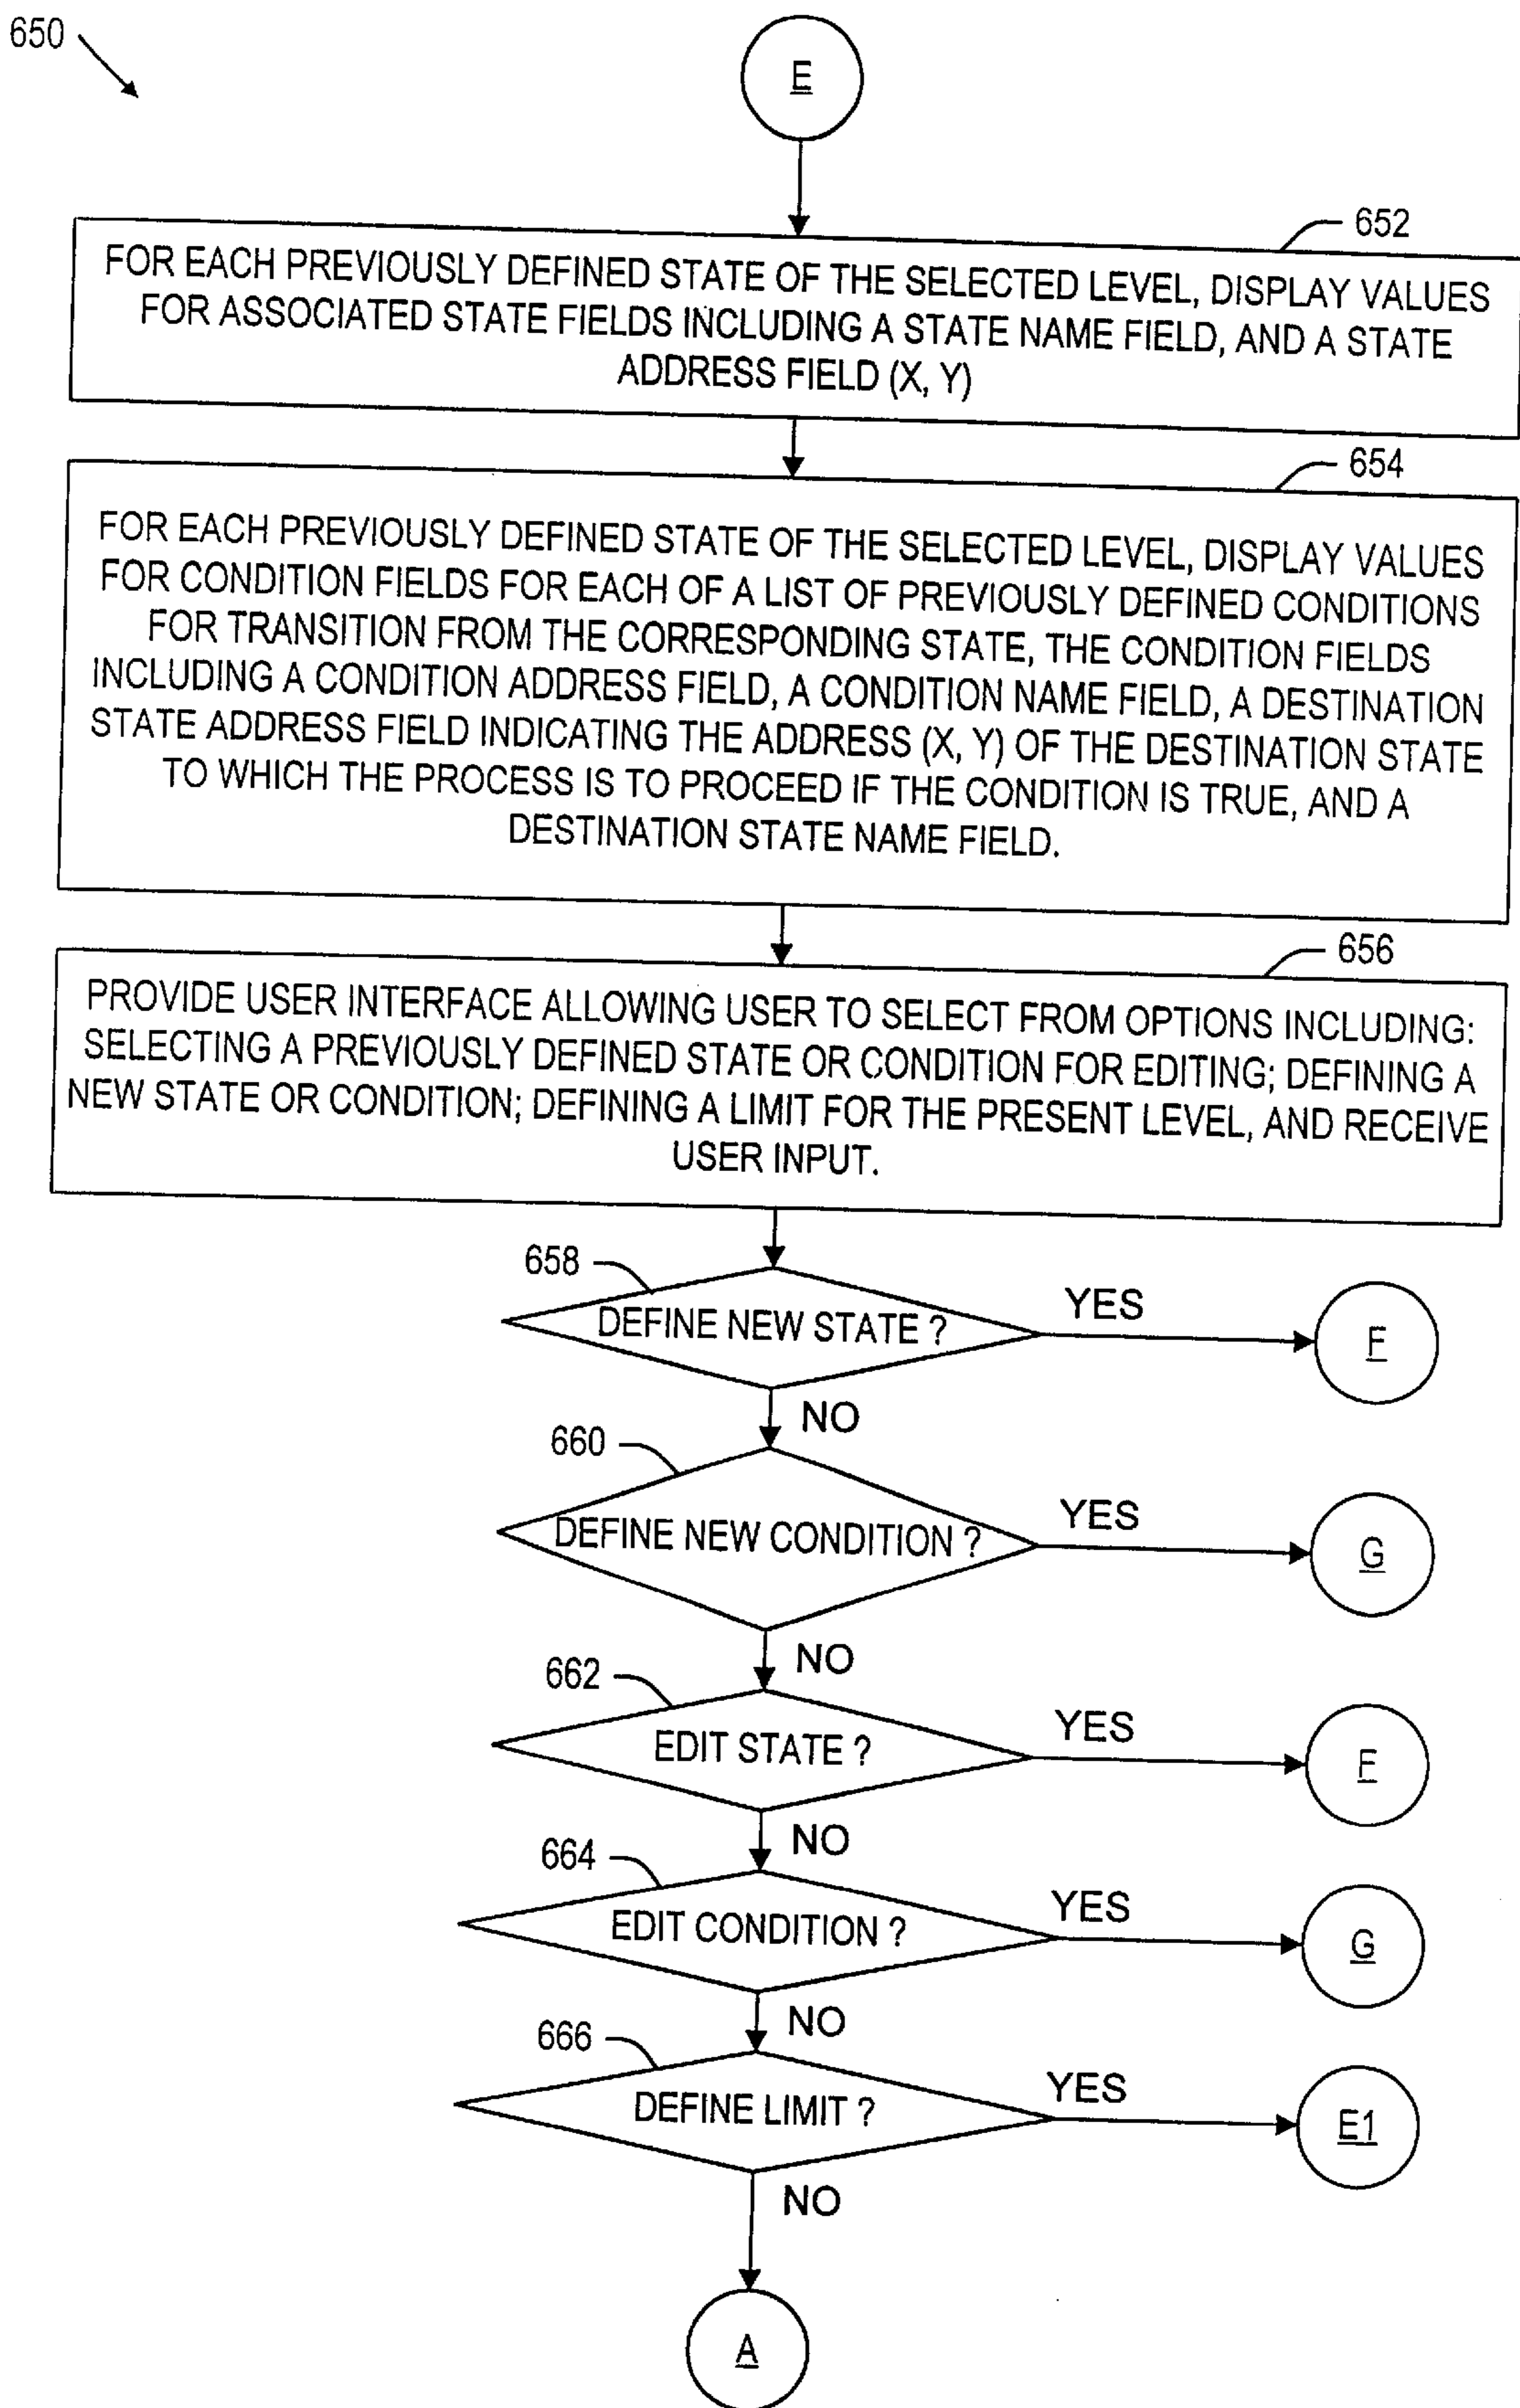 650
E
652
FOR EACH PREVIOUSLY DEFINED STATE OF THE SELECTED LEVEL, DISPLAY VALUES
FOR ASSOCIATED STATE FIELDS INCLUDING A STATE NAME FIELD, AND A STATE
ADDRESS FIELD (X, Y)
654
FOR EACH PREVIOUSLY DEFINED STATE OF THE SELECTED LEVEL, DISPLAY VALUES
FOR CONDITION FIELDS FOR EACH OF A LIST OF PREVIOUSLY DEFINED CONDITIONS
FOR TRANSITION FROM THE CORRESPONDING STATE, THE CONDITION FIELDS
INCLUDING A CONDITION ADDRESS FIELD, A CONDITION NAME FIELD, A DESTINATION
STATE ADDRESS FIELD INDICATING THE ADDRESS (X, Y) OF THE DESTINATION STATE
TO WHICH THE PROCESS IS TO PROCEED IF THE CONDITION IS TRUE, AND A
DESTINATION STATE NAME FIELD.
656
PROVIDE USER INTERFACE ALLOWING USER TO SELECT FROM OPTIONS INCLUDING:
SELECTING A PREVIOUSLY DEFINED STATE OR CONDITION FOR EDITING; DEFINING A
NEW STATE OR CONDITION; DEFINING A LIMIT FOR THE PRESENT LEVEL, AND RECEIVE
USER INPUT.
658
DEFINE NEW STATE ?
YES
F
NO
660
DEFINE NEW CONDITION ?
YES
G
NO
662
EDIT STATE ?
YES
F
NO
664
EDIT CONDITION ?
YES
G
NO
666
DEFINE LIMIT ?
YES
E1
NO
A